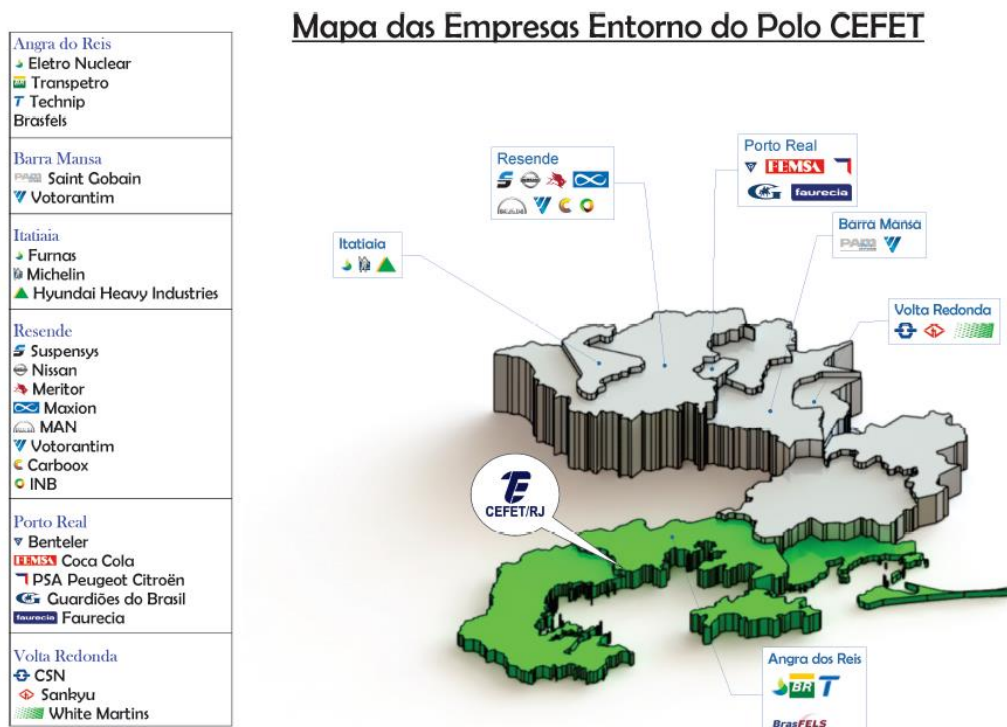 Mapa das Empresas Entorno do Polo CEFET
Angra do Reis
Eletro Nuclear
BR Transpetro
T Technip
Brasfels
Barra Mansa
PAM Saint Gobain
Votorantim
Itatiaia
Furnas
Michelin
Hyundai Heavy Industries
Resende
Suspensys
Nissan
Meritor
Maxion
MAN
Votorantim
Carboox
INB
Porto Real
Benteler
FEMSA Coca Cola
PSA Peugeot Citroën
Guardiões do Brasil
faurecia Faurecia
Volta Redonda
CSN
Sankyu
White Martins
Itatiaia
Resende
Porto Real
FEMSA
faurecia
Barra Mansa
PAM
Volta Redonda
CEFET/RJ
Angra dos Reis
BR T
BrasFELS